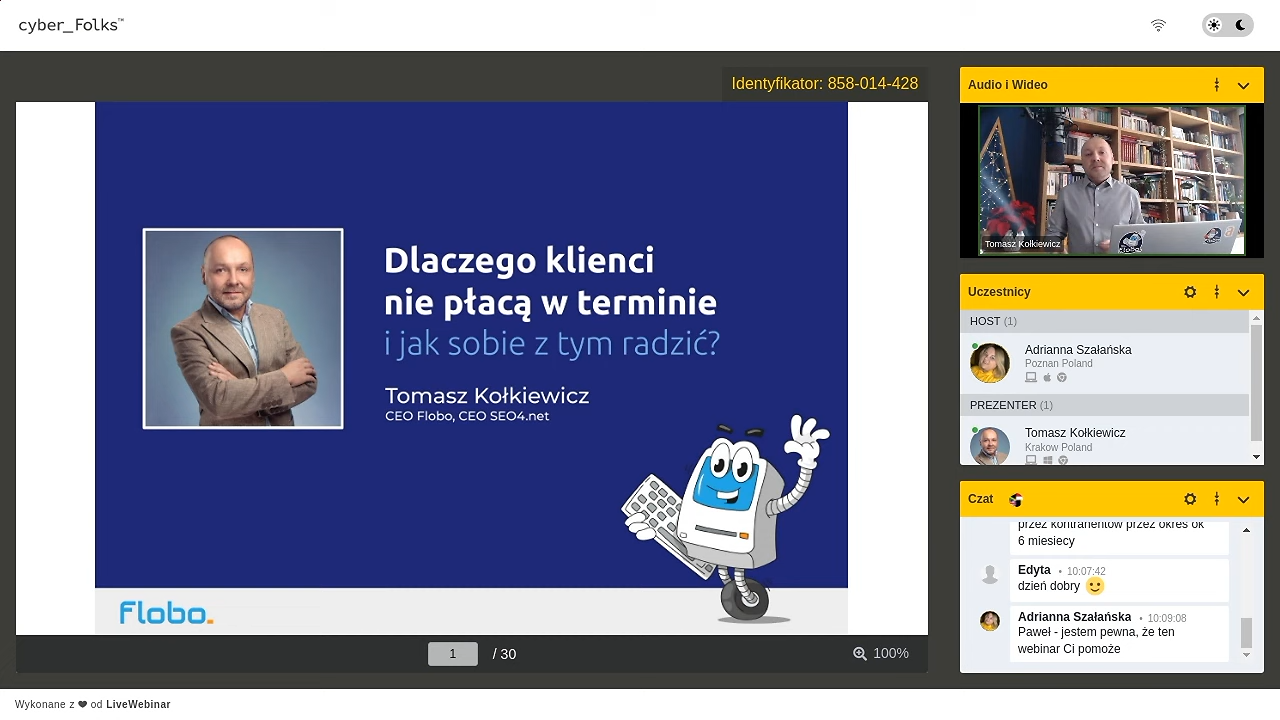 cyber_Folks™
Identyfikator: 858-014-428
Dlaczego klienci
nie płacą w terminie
i jak sobie z tym radzić?
Tomasz Kołkiewicz
CEO Flobo, CEO SEO4.net
Flobo.
1 / 30
100%
Audio i Wideo
Tomasz Kołkiewicz
Flobo
Uczestnicy
HOST (1)
Adrianna Szałańska
Poznan Poland
PREZENTER (1)
Tomasz Kołkiewicz
Krakow Poland
Czat
przez kontranentów przez okres ok
6 miesiecy
Edyta • 10:07:42
dzień dobry 🙂
Adrianna Szałańska • 10:09:08
Paweł - jestem pewna, że ten
webinar Ci pomoże
Wykonane z ❤ od LiveWebinar